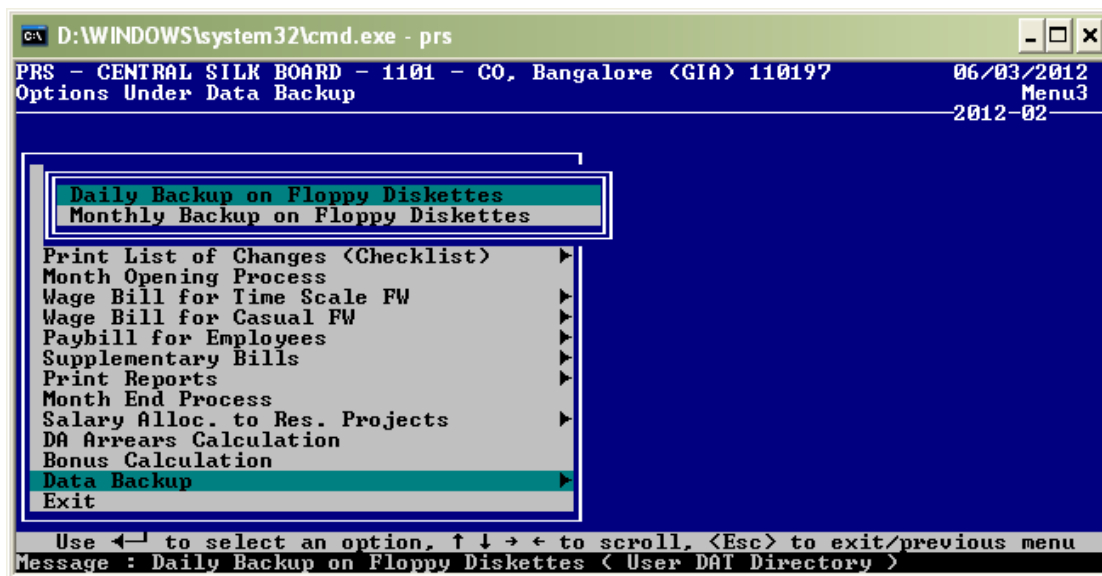 D:\WINDOWS\system32\cmd.exe - prs
PRS - CENTRAL SILK BOARD - 1101 - CO, Bangalore (GIA) 110197 06/03/2012
Options Under Data Backup Menu3
2012-02
Daily Backup on Floppy Diskettes
Monthly Backup on Floppy Diskettes
Print List of Changes (Checklist)
Month Opening Process
Wage Bill for Time Scale FW
Wage Bill for Casual FW
Paybill for Employees
Supplementary Bills
Print Reports
Month End Process
Salary Alloc. to Res. Projects
DA Arrears Calculation
Bonus Calculation
Data Backup
Exit
Use ◄─┘ to select an option, ↑ ↓ → ← to scroll, <Esc> to exit/previous menu
Message : Daily Backup on Floppy Diskettes ( User DAT Directory )